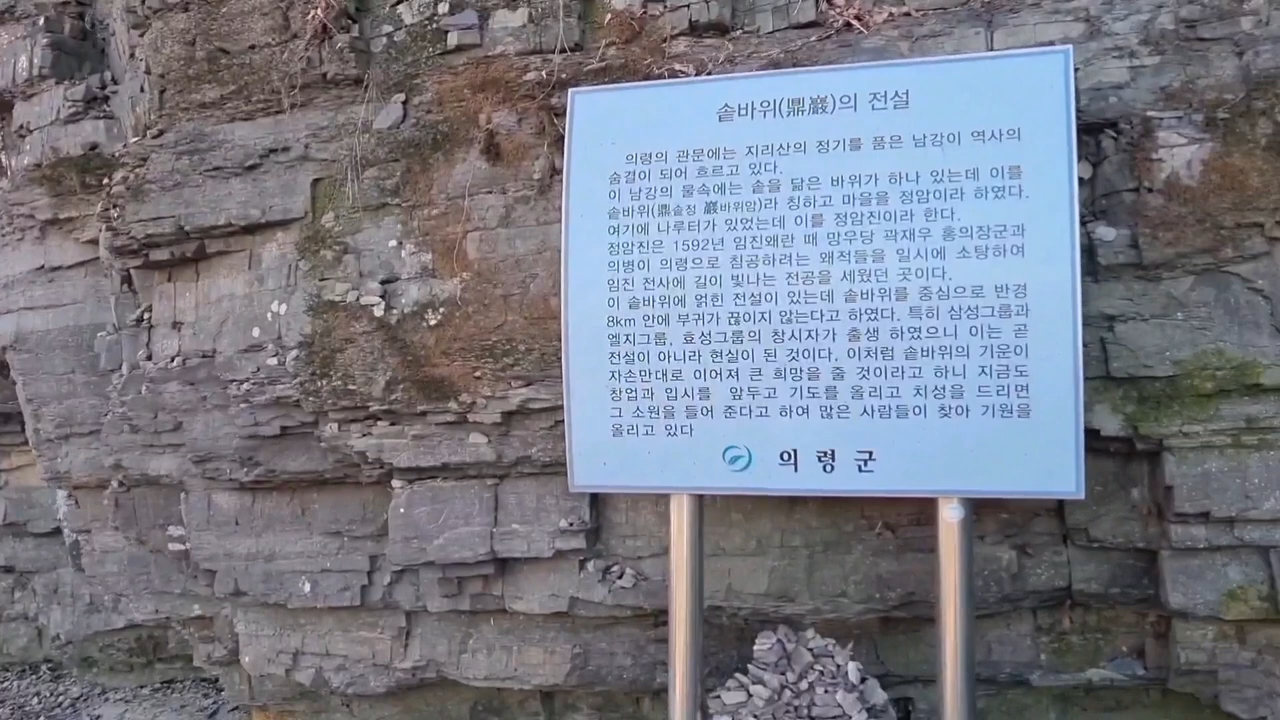 솥바위(鼎巖)의 전설
의령의 관문에는 지리산의 정기를 품은 남강이 역사의
숨결이 되어 흐르고 있다.
이 남강의 물속에는 솥을 닮은 바위가 하나 있는데 이를
솥바위(鼎솥정 巖바위암)라 칭하고 마을을 정암이라 하였다.
여기에 나루터가 있었는데 이를 정암진이라 한다.
정암진은 1592년 임진왜란 때 망우당 곽재우 홍의장군과
의병이 의령으로 침공하려는 왜적들을 일시에 소탕하여
임진 전사에 길이 빛나는 전공을 세웠던 곳이다.
이 솥바위에 얽힌 전설이 있는데 솥바위를 중심으로 반경
8km 안에 부귀가 끊이지 않는다고 하였다. 특히 삼성그룹과
엘지그룹, 효성그룹의 창시자가 출생 하였으니 이는 곧
전설이 아니라 현실이 된 것이다. 이처럼 솥바위의 기운이
자손만대로 이어져 큰 희망을 줄 것이라고 하니 지금도
창업과 입시를 앞두고 기도를 올리고 치성을 드리면
그 소원을 들어 준다고 하여 많은 사람들이 찾아 기원을
올리고 있다
의령군